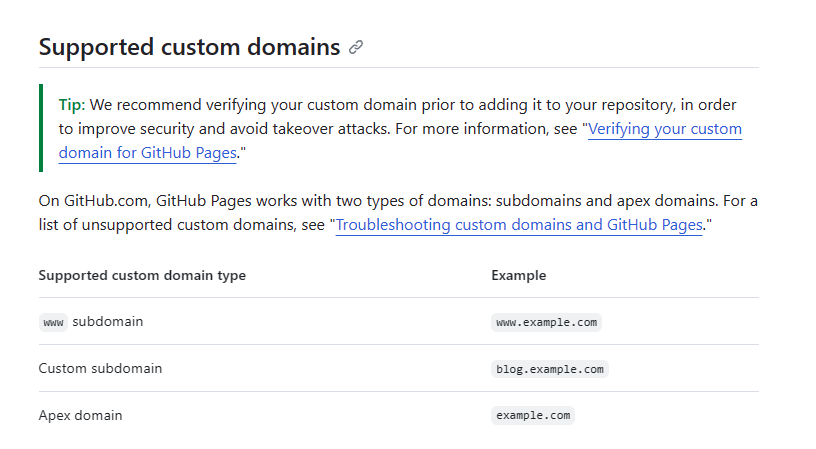 Supported custom domains
Tip: We recommend verifying your custom domain prior to adding it to your repository, in order
to improve security and avoid takeover attacks. For more information, see "Verifying your custom
domain for GitHub Pages."
On GitHub.com, GitHub Pages works with two types of domains: subdomains and apex domains. For a
list of unsupported custom domains, see "Troubleshooting custom domains and GitHub Pages."
Supported custom domain type Example
www subdomain www.example.com
Custom subdomain blog.example.com
Apex domain example.com